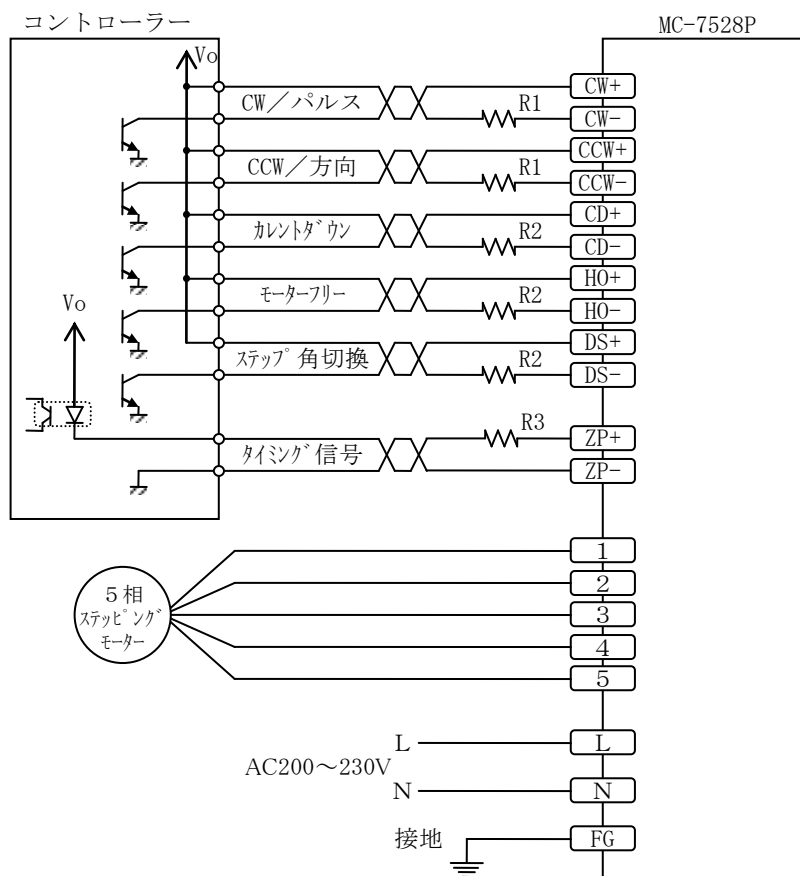 コントローラー
MC-7528P
Vo
CW+
CW／パルス
R1
CW-
CCW+
CCW／方向
R1
CCW-
CD+
ｶﾚﾝﾄﾀﾞｳﾝ
R2
CD-
HO+
ﾓｰﾀｰﾌﾘｰ
R2
HO-
Vo
DS+
ｽﾃｯﾌﾟ角切換
R2
DS-
R3
ZP+
ﾀｲﾐﾝｸﾞ信号
ZP-
1
5相
2
ｽﾃｯﾋﾟﾝｸﾞ
3
ﾓｰﾀｰ
4
5
L
L
AC200～230V
N
N
接地
FG